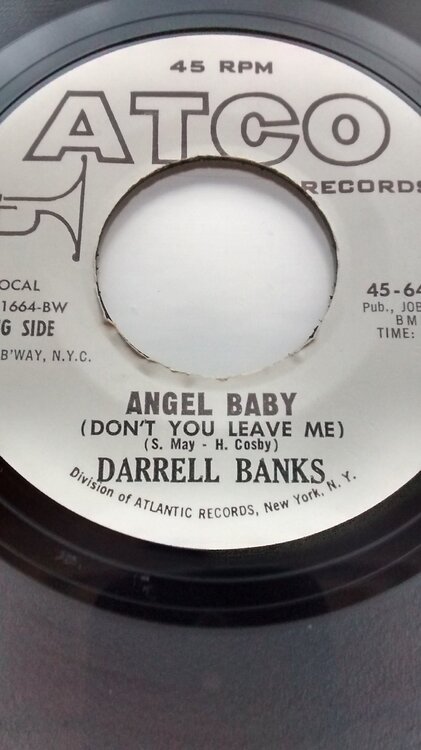 45 RPM
ATCO
RECORDS
OCAL
1664-BW
G SIDE
B'WAY, N.Y.C.
45-64
Pub., JOB
B M
TIME:
ANGEL BABY
(DON'T YOU LEAVE ME)
(S. May - H. Cosby)
DARRELL BANKS
Division of ATLANTIC RECORDS, New York, N. Y.